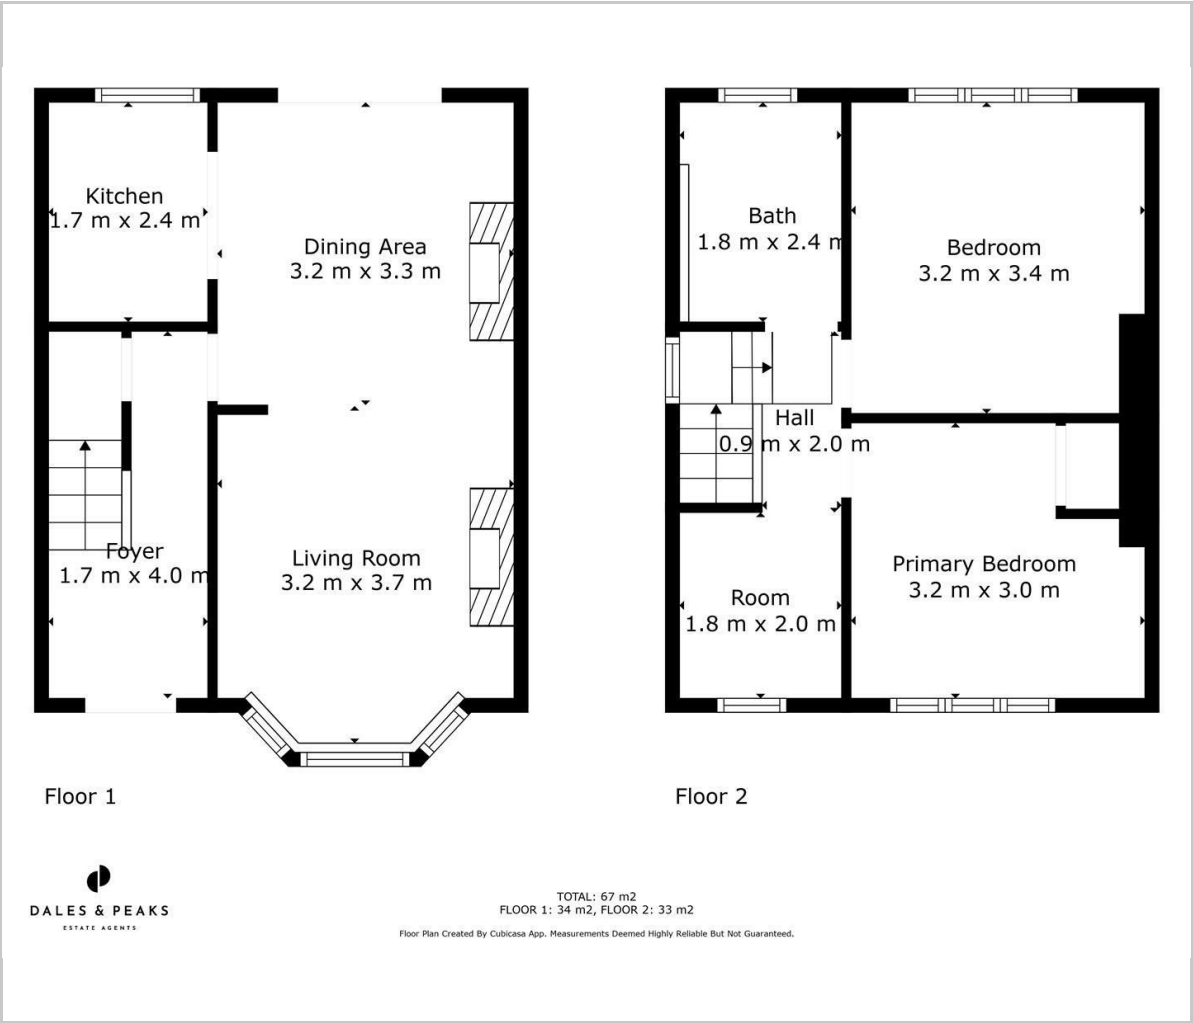 Kitchen
1.7 m x 2.4 m
Dining Area
3.2 m x 3.3 m
Foyer
1.7 m x 4.0 m
Living Room
3.2 m x 3.7 m
Floor 1
Bath
1.8 m x 2.4 m
Bedroom
3.2 m x 3.4 m
Hall
0.9 m x 2.0 m
Primary Bedroom
3.2 m x 3.0 m
Room
1.8 m x 2.0 m
Floor 2
DALES & PEAKS
ESTATE AGENTS
TOTAL: 67 m2
FLOOR 1: 34 m2, FLOOR 2: 33 m2
Floor Plan Created By Cubicasa App. Measurements Deemed Highly Reliable But Not Guaranteed.